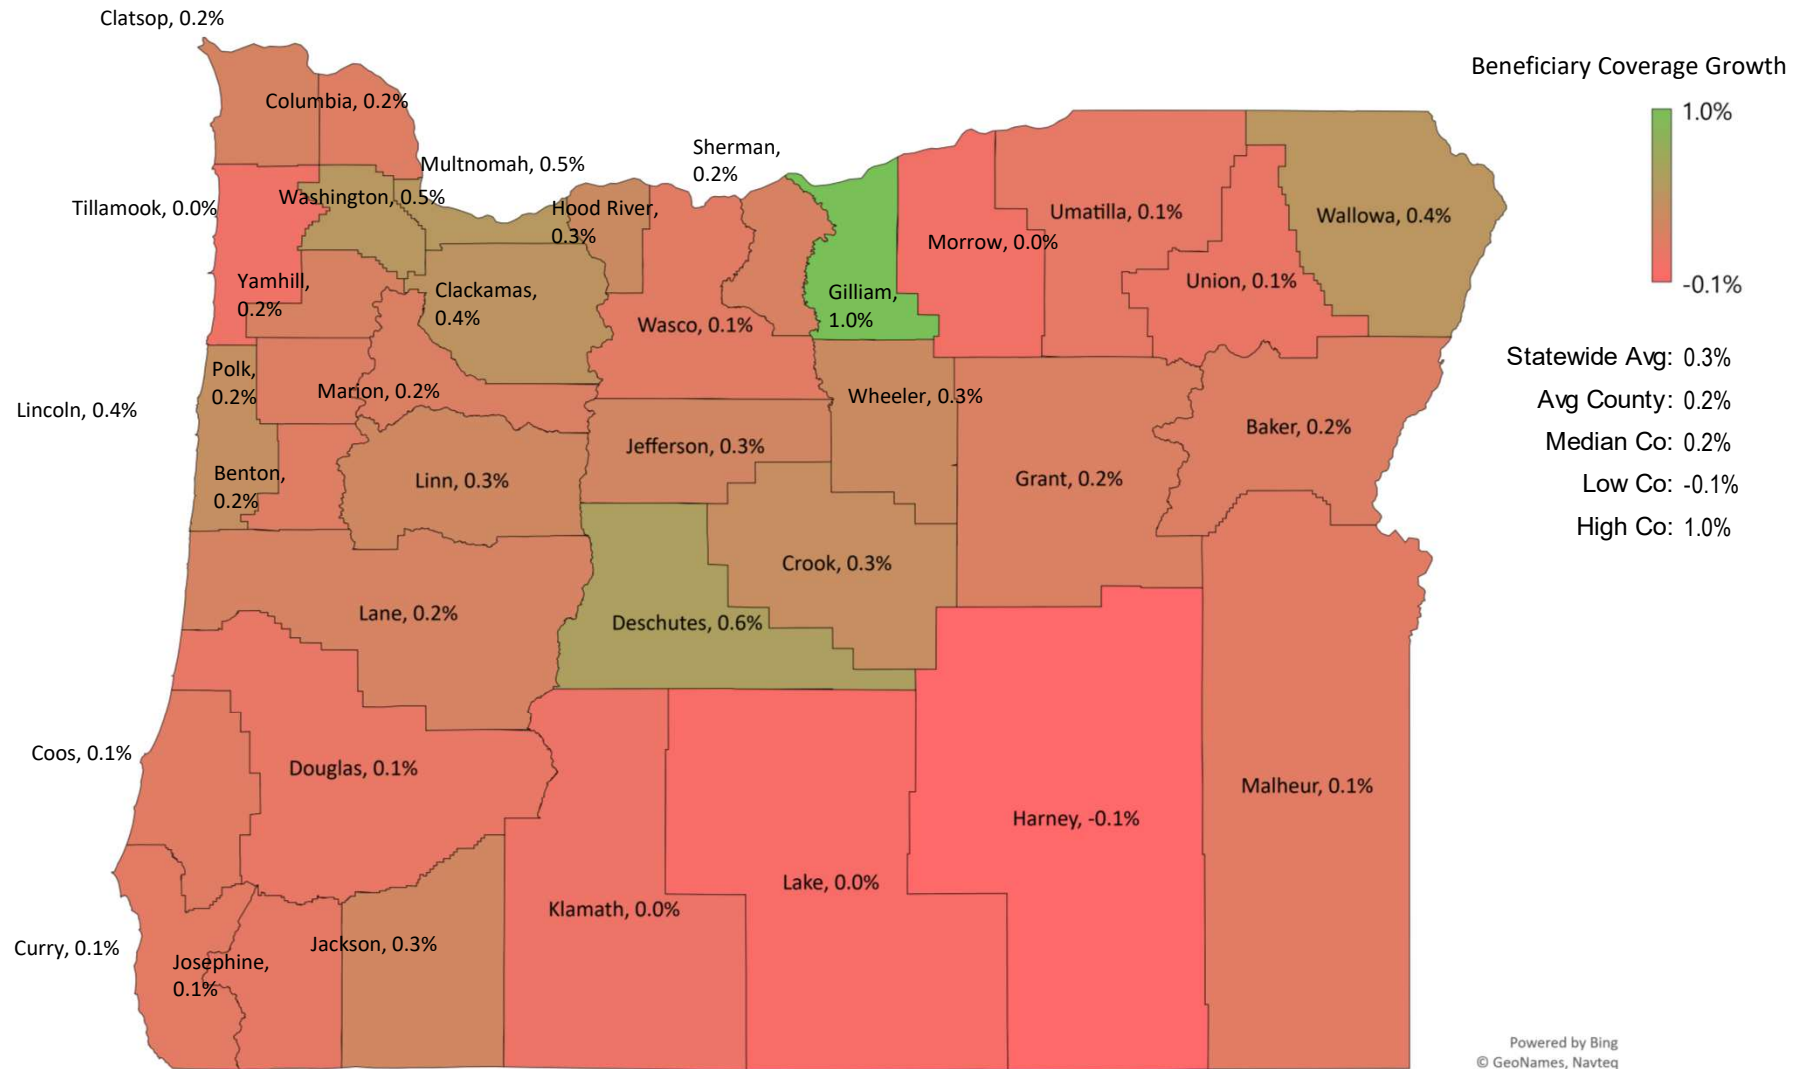 Clatsop, 0.2%
Beneficiary Coverage Growth
Columbia, 0.2%
1.0%
Sherman,
0.2%
Multnomah, 0.5%
Washington, 0.5%
Tillamook, 0.0%
Hood River,
0.3%
Umatilla, 0.1%
Wallowa, 0.4%
Morrow, 0.0%
Yamhill,
0.2%
Clackamas,
0.4%
Gilliam,
1.0%
Union, 0.1%
-0.1%
Wasco, 0.1%
Statewide Avg: 0.3%
Polk,
0.2%
Marion, 0.2%
Wheeler, 0.3%
Avg County: 0.2%
Lincoln, 0.4%
Baker, 0.2%
Jefferson, 0.3%
Median Co: 0.2%
Benton,
0.2%
Linn, 0.3%
Grant, 0.2%
Low Co: -0.1%
High Co: 1.0%
Crook, 0.3%
Lane, 0.2%
Deschutes, 0.6%
Coos, 0.1%
Douglas, 0.1%
Malheur, 0.1%
Harney, -0.1%
Lake, 0.0%
Klamath, 0.0%
Curry, 0.1%
Jackson, 0.3%
Josephine,
0.1%
Powered by Bing
© GeoNames, Navteq